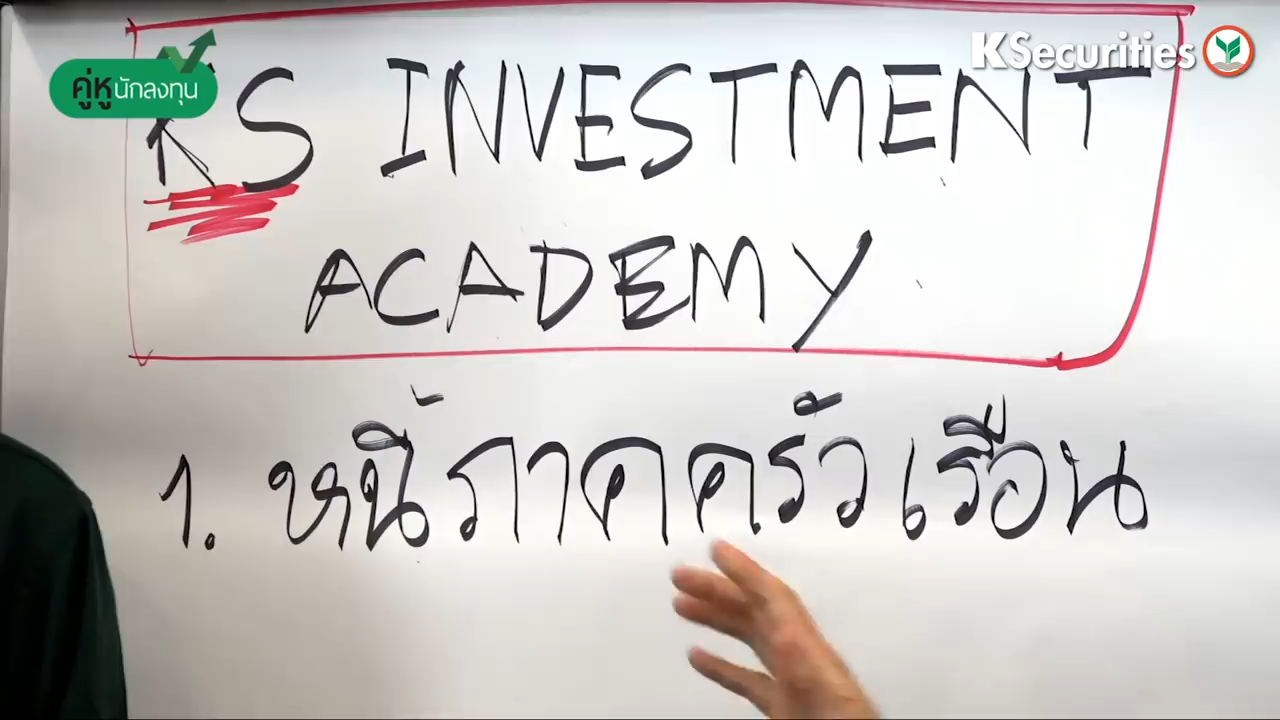 คู่หูนักลงทุน
KSecurities
KS INVESTMENT
ACADEMY
1. หนี้ภาคครัวเรือน